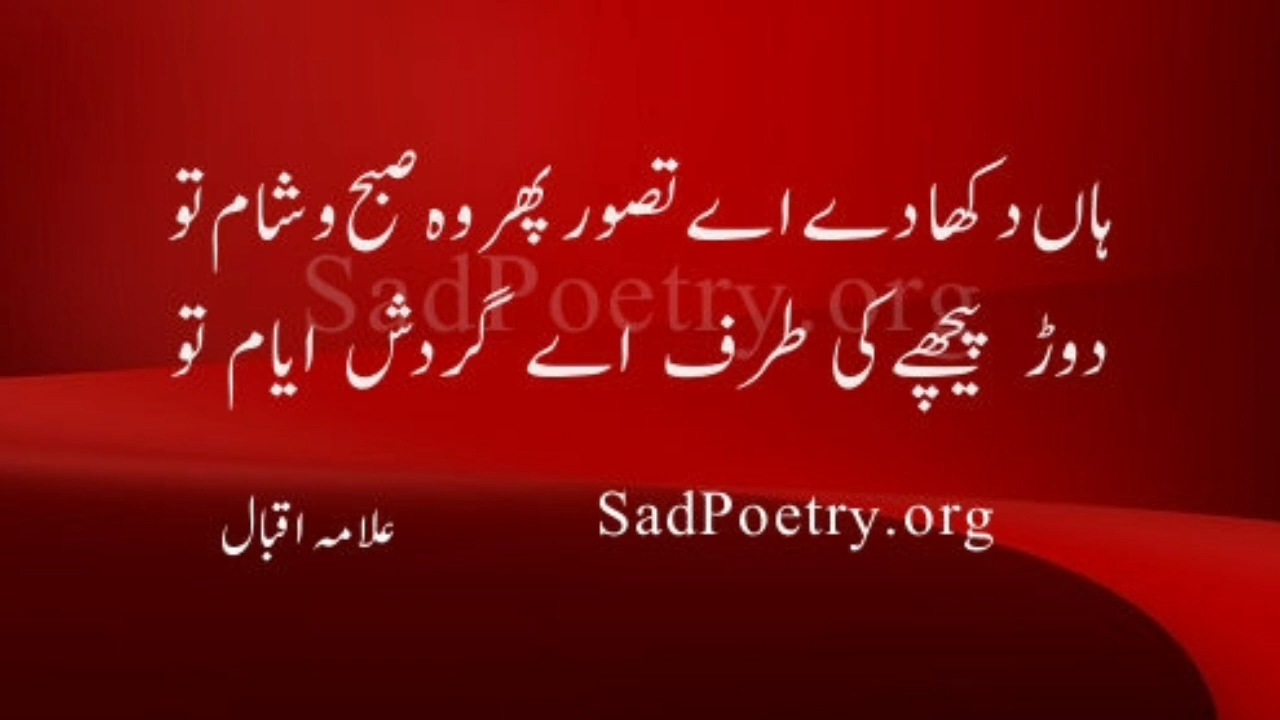 ہاں دکھا دے اے تصور پھر وہ صبح و شام تو
SadPoetry.org
دوڑ پیچھے کی طرف اے گردش ایام تو
SadPoetry.org
علامہ اقبال